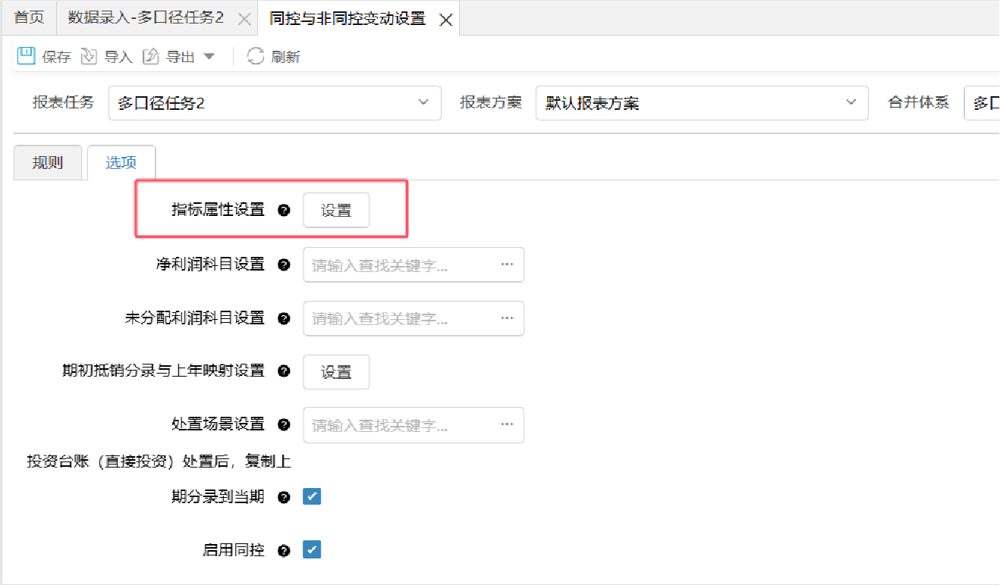 首页 数据录入-多口径任务2 同控与非同控变动设置
保存 导入 导出 刷新
报表任务 多口径任务2 报表方案 默认报表方案 合并体系 多口
规则 选项
指标属性设置 设置
净利润科目设置 请输入查找关键字...
未分配利润科目设置 请输入查找关键字...
期初抵销分录与上年映射设置 设置
处置场景设置 请输入查找关键字...
投资台账（直接投资）处置后，复制上
期分录到当期
启用同控